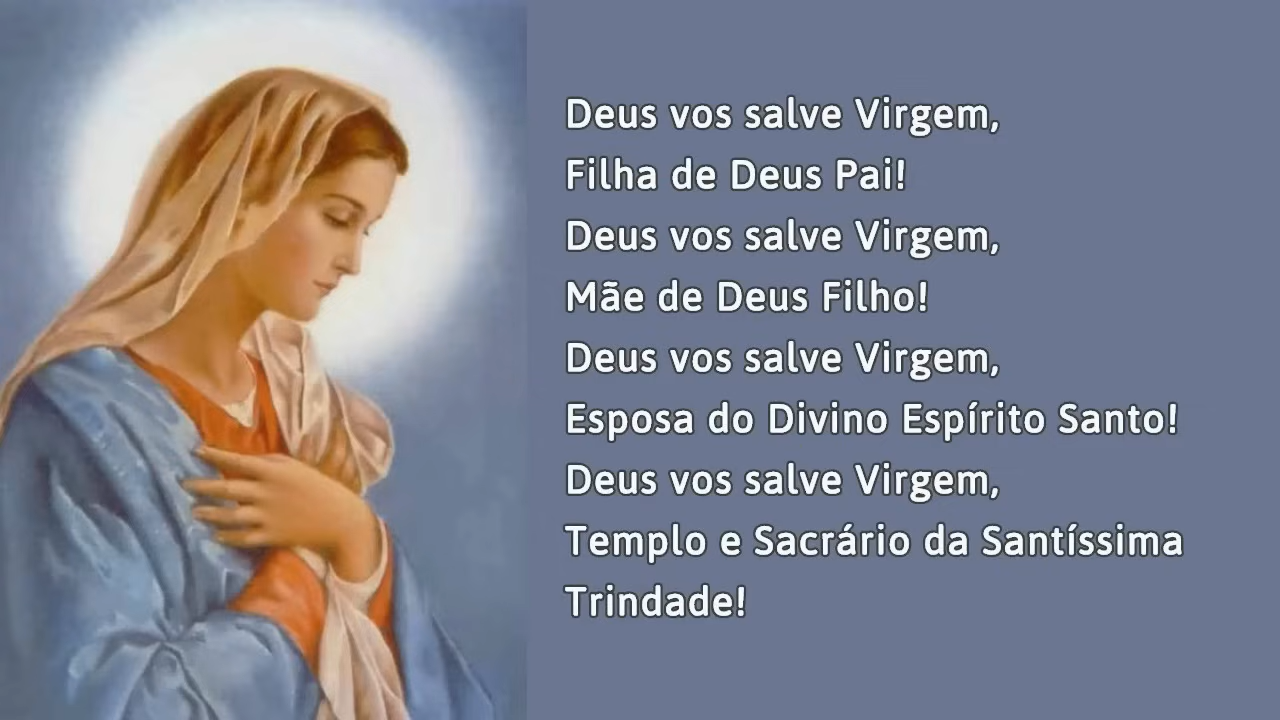 Deus vos salve Virgem,
Filha de Deus Pai!
Deus vos salve Virgem,
Mãe de Deus Filho!
Deus vos salve Virgem,
Esposa do Divino Espírito Santo!
Deus vos salve Virgem,
Templo e Sacrário da Santíssima
Trindade!